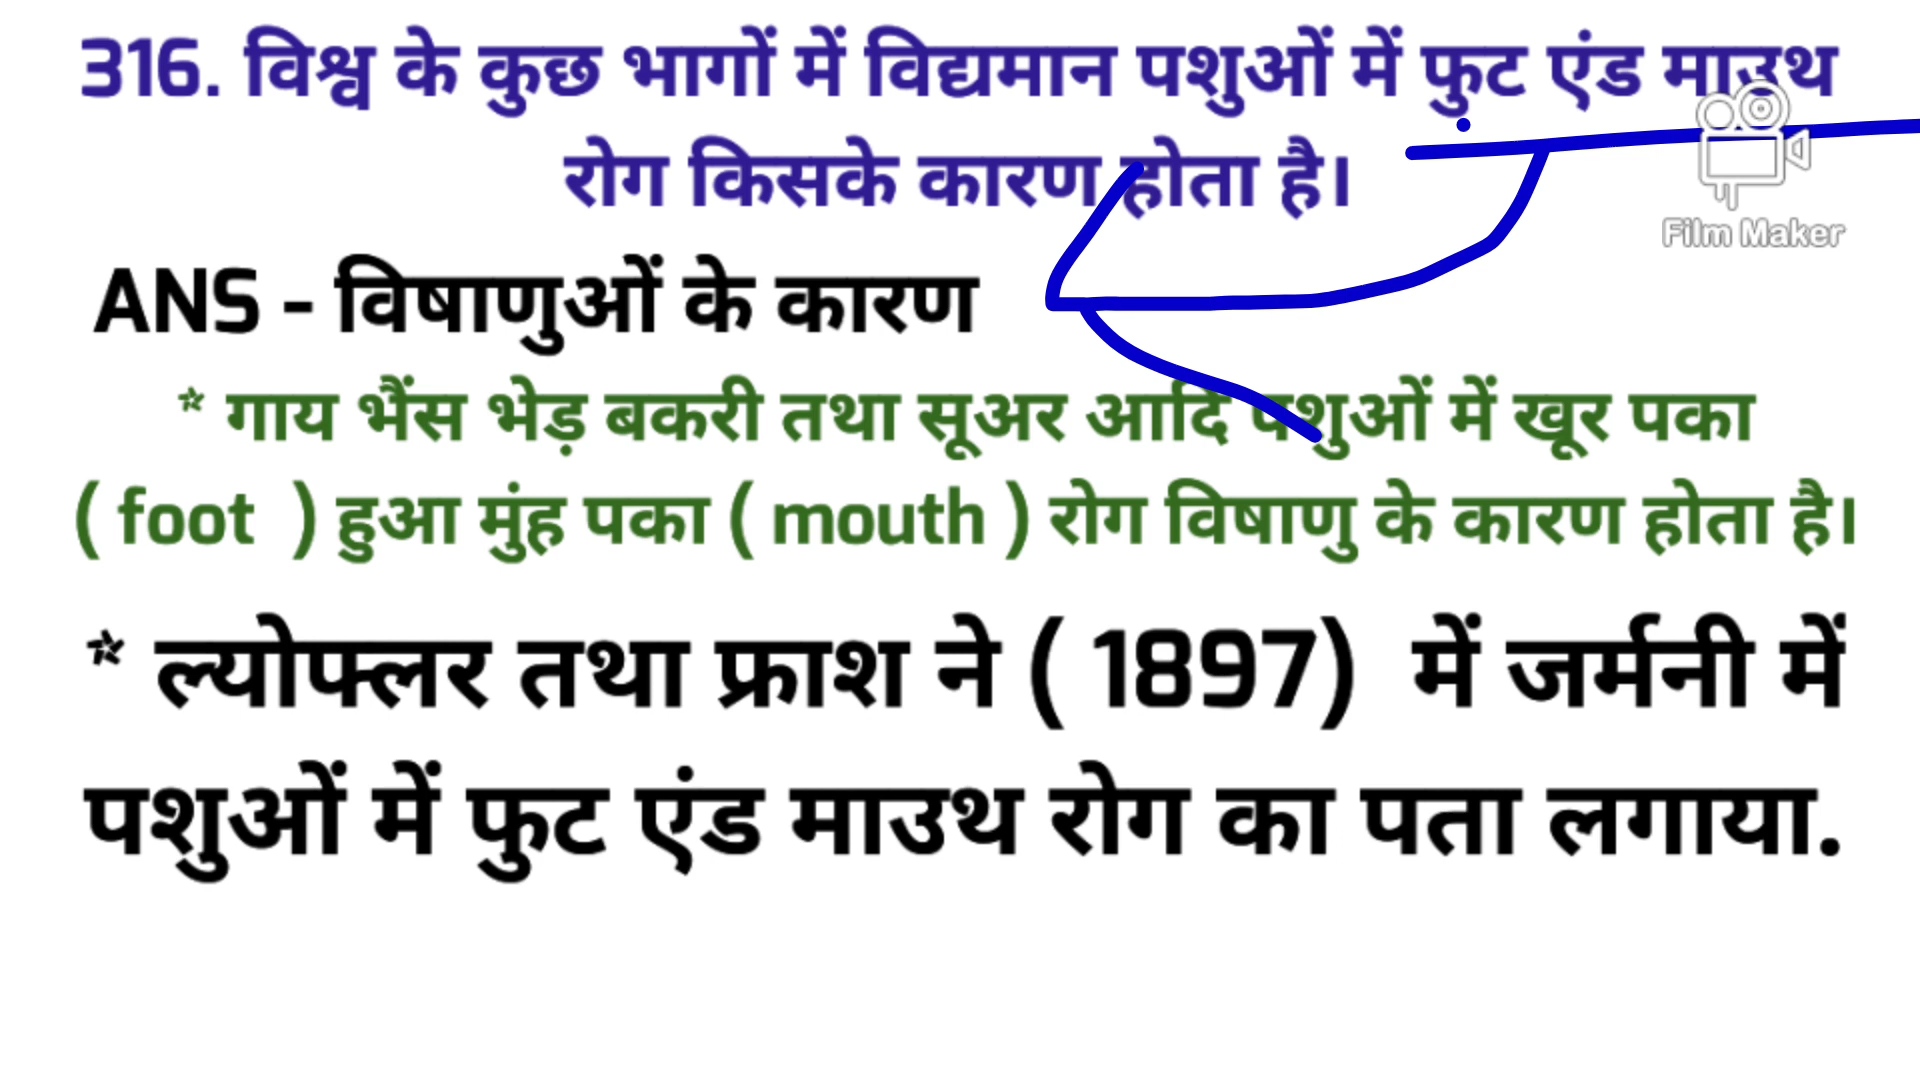 316. विश्व के कुछ भागों में विद्यमान पशुओं में फुट एंड माउथ
रोग किसके कारण होता है।
Film Maker
ANS - विषाणुओं के कारण
* गाय भैंस भेड़ बकरी तथा सूअर आदि पशुओं में खूर पका
( foot ) हुआ मुंह पका ( mouth ) रोग विषाणु के कारण होता है।
* ल्योफ्लर तथा फ्राश ने ( 1897) में जर्मनी में
पशुओं में फुट एंड माउथ रोग का पता लगाया.